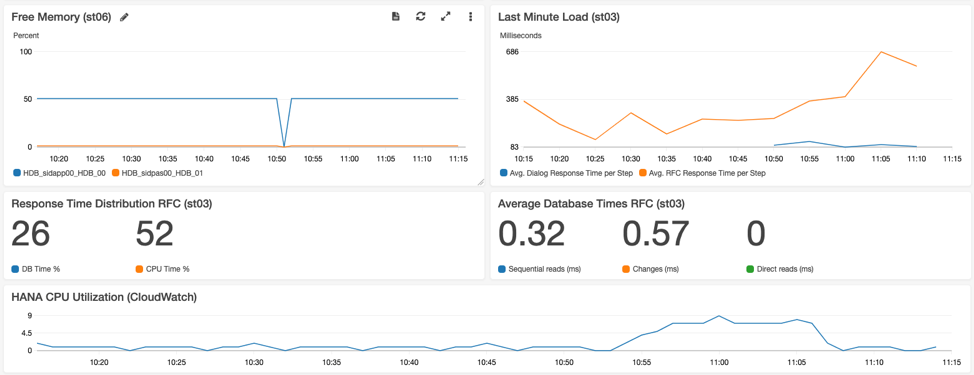 Free Memory (st06)
Percent
100
50
0
10:20 10:25 10:30 10:35 10:40 10:45 10:50 10:55 11:00 11:05 11:10 11:15
HDB_sidapp00_HDB_00 HDB_sidpas00_HDB_01
Last Minute Load (st03)
Milliseconds
686
385
83
10:15 10:20 10:25 10:30 10:35 10:40 10:45 10:50 10:55 11:00 11:05 11:10 11:15
Avg. Dialog Response Time per Step Avg. RFC Response Time per Step
Response Time Distribution RFC (st03)
26 52
DB Time % CPU Time %
Average Database Times RFC (st03)
0.32 0.57 0
Sequential reads (ms) Changes (ms) Direct reads (ms)
HANA CPU Utilization (CloudWatch)
9
4.5
0
10:20 10:25 10:30 10:35 10:40 10:45 10:50 10:55 11:00 11:05 11:10 11:15